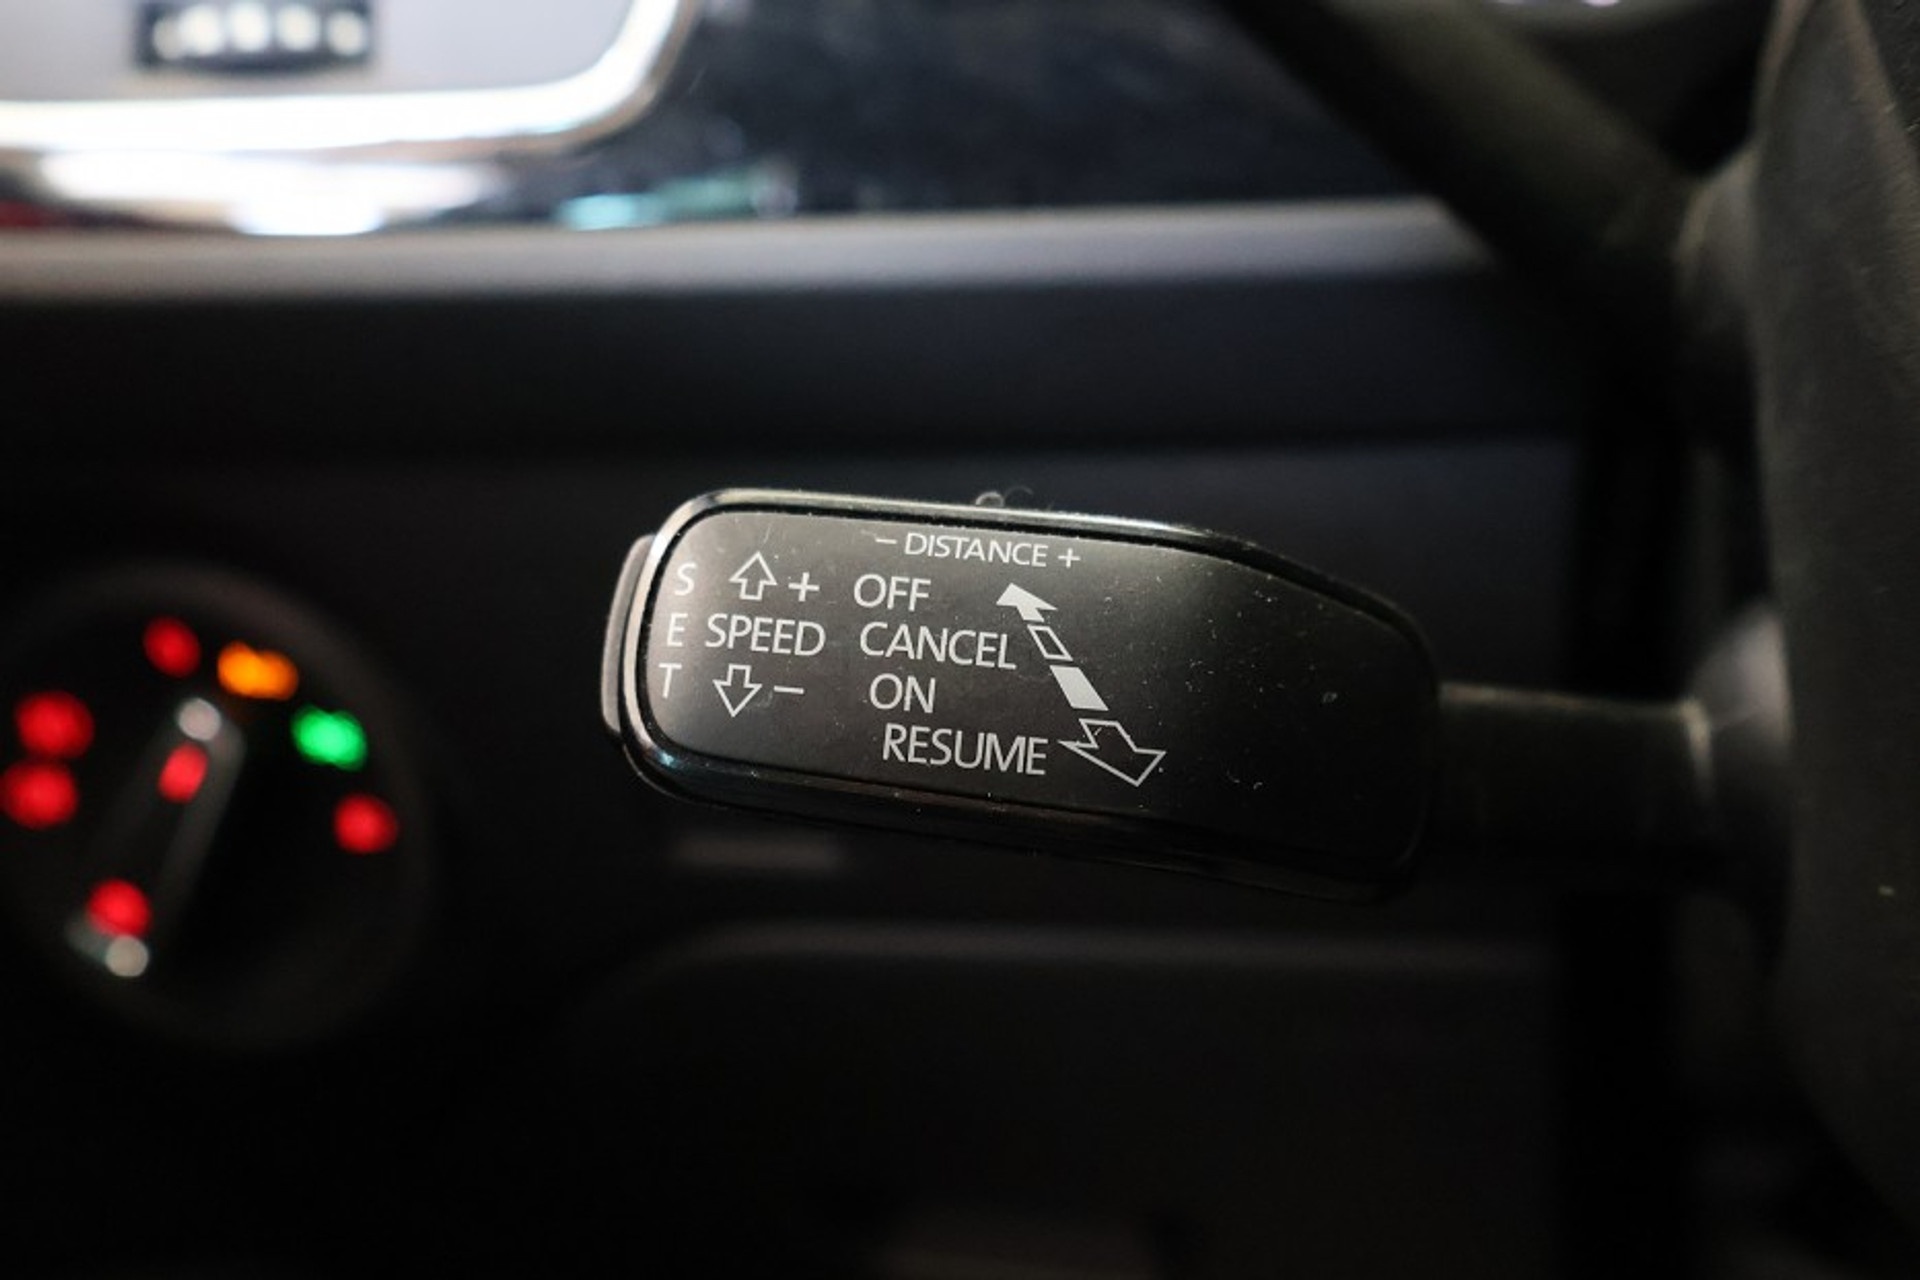 – DISTANCE +
S + OFF
E SPEED CANCEL
T – ON
RESUME